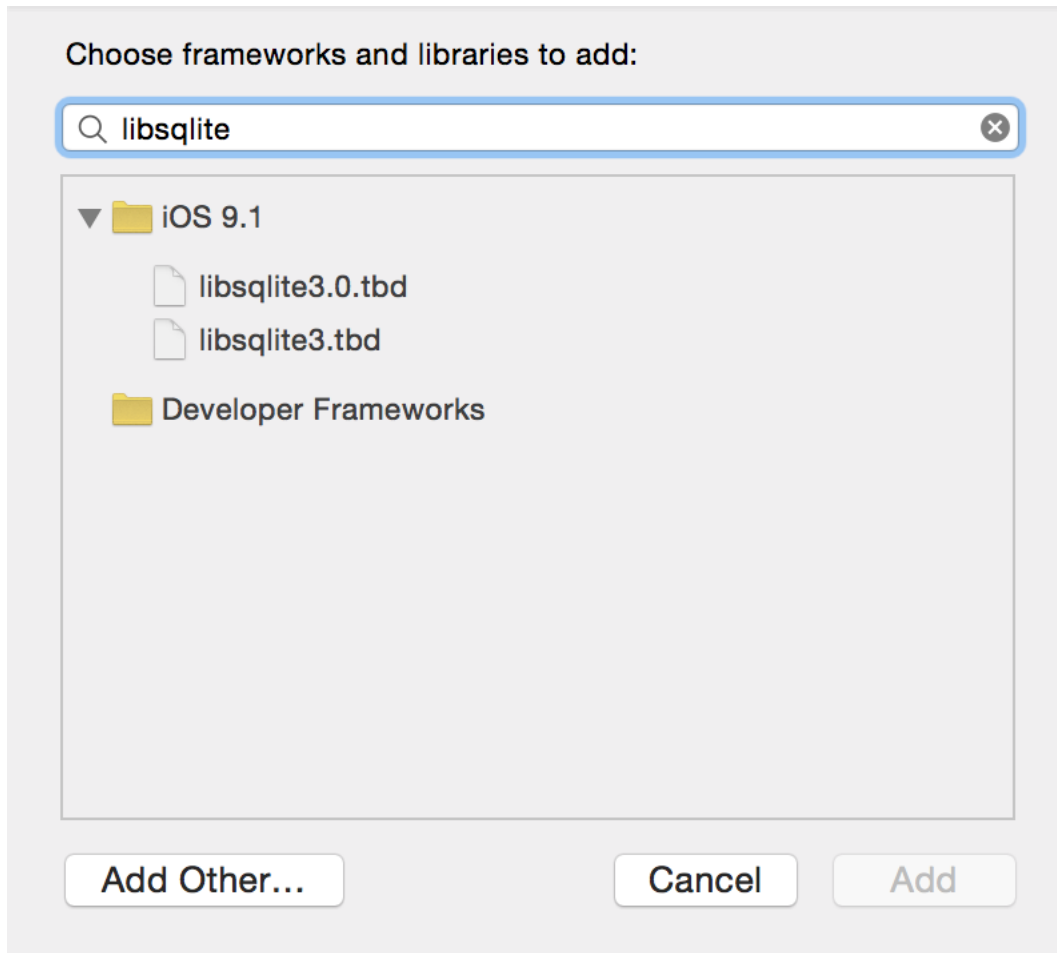 Choose frameworks and libraries to add:
libsqlite
iOS 9.1
libsqlite3.0.tbd
libsqlite3.tbd
Developer Frameworks
Add Other... Cancel Add